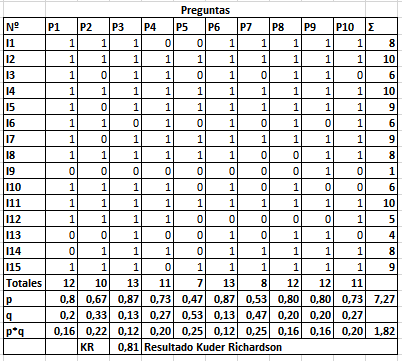 Preguntas
Nº P1 P2 P3 P4 P5 P6 P7 P8 P9 P10 Σ
I1 1 1 1 0 0 1 1 1 1 1 8
I2 1 1 1 1 1 1 1 1 1 1 10
I3 1 0 1 1 0 1 0 1 1 0 6
I4 1 1 1 1 1 1 1 1 1 1 10
I5 1 0 1 1 1 1 1 1 1 1 9
I6 1 1 0 1 0 1 0 1 0 1 6
I7 1 0 1 1 1 1 1 1 1 1 9
I8 1 1 1 1 1 1 0 0 1 1 8
I9 0 0 0 0 0 0 0 0 1 0 1
I10 1 1 1 1 0 1 0 1 0 0 6
I11 1 1 1 1 1 1 1 1 1 1 10
I12 1 1 1 1 0 0 0 0 0 1 5
I13 0 0 1 0 0 1 0 1 1 0 4
I14 0 1 1 1 0 1 1 1 1 1 8
I15 1 1 1 0 1 1 1 1 1 1 9
Totales 12 10 13 11 7 13 8 12 12 11
p 0,8 0,67 0,87 0,73 0,47 0,87 0,53 0,80 0,80 0,73 7,27
q 0,2 0,33 0,13 0,27 0,53 0,13 0,47 0,20 0,20 0,27
p*q 0,16 0,22 0,12 0,20 0,25 0,12 0,25 0,16 0,16 0,20 1,82
KR 0,81 Resultado Kuder Richardson